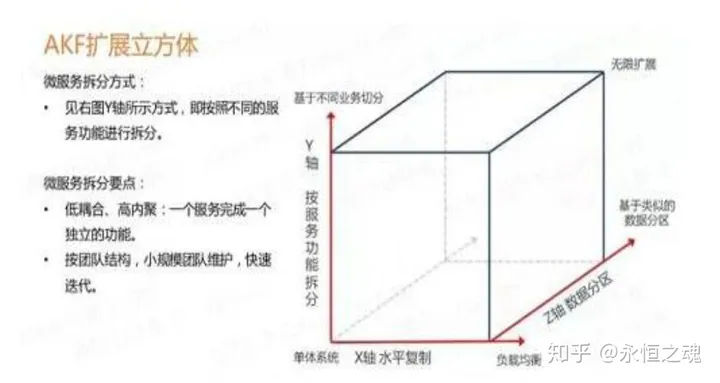 AKF扩展立方体
微服务拆分方式：
• 见右图Y轴所示方式，即按照不同的服
务功能进行拆分。
微服务拆分要点：
• 低耦合、高内聚：一个服务完成一个
独立的功能。
• 按团队结构，小规模团队维护，快速
迭代。
无限扩展
基于不同业务切分
Y轴 按服务功能拆分
基于类似的
数据分区
Z轴 数据分区
单体系统
X轴 水平复制
负载均衡
知乎 @永恒之魂